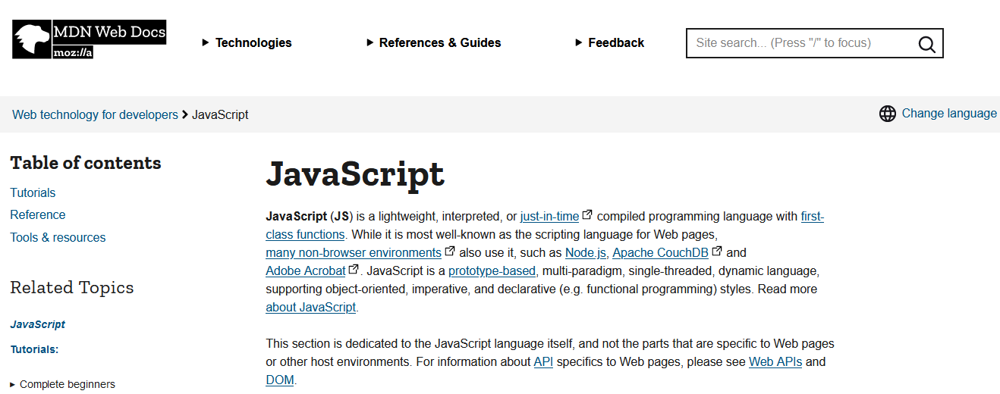 MDN Web Docs
moz://a
Technologies
References & Guides
Feedback
Site search... (Press "/" to focus)
Web technology for developers
JavaScript
Change language
Table of contents
Tutorials
Reference
Tools & resources
Related Topics
JavaScript
Tutorials:
Complete beginners
JavaScript
JavaScript (JS) is a lightweight, interpreted, or just-in-time compiled programming language with first-
class functions. While it is most well-known as the scripting language for Web pages,
many non-browser environments also use it, such as Node.js, Apache CouchDB and
Adobe Acrobat. JavaScript is a prototype-based, multi-paradigm, single-threaded, dynamic language,
supporting object-oriented, imperative, and declarative (e.g. functional programming) styles. Read more
about JavaScript.
This section is dedicated to the JavaScript language itself, and not the parts that are specific to Web pages
or other host environments. For information about API specifics to Web pages, please see Web APIs and
DOM.